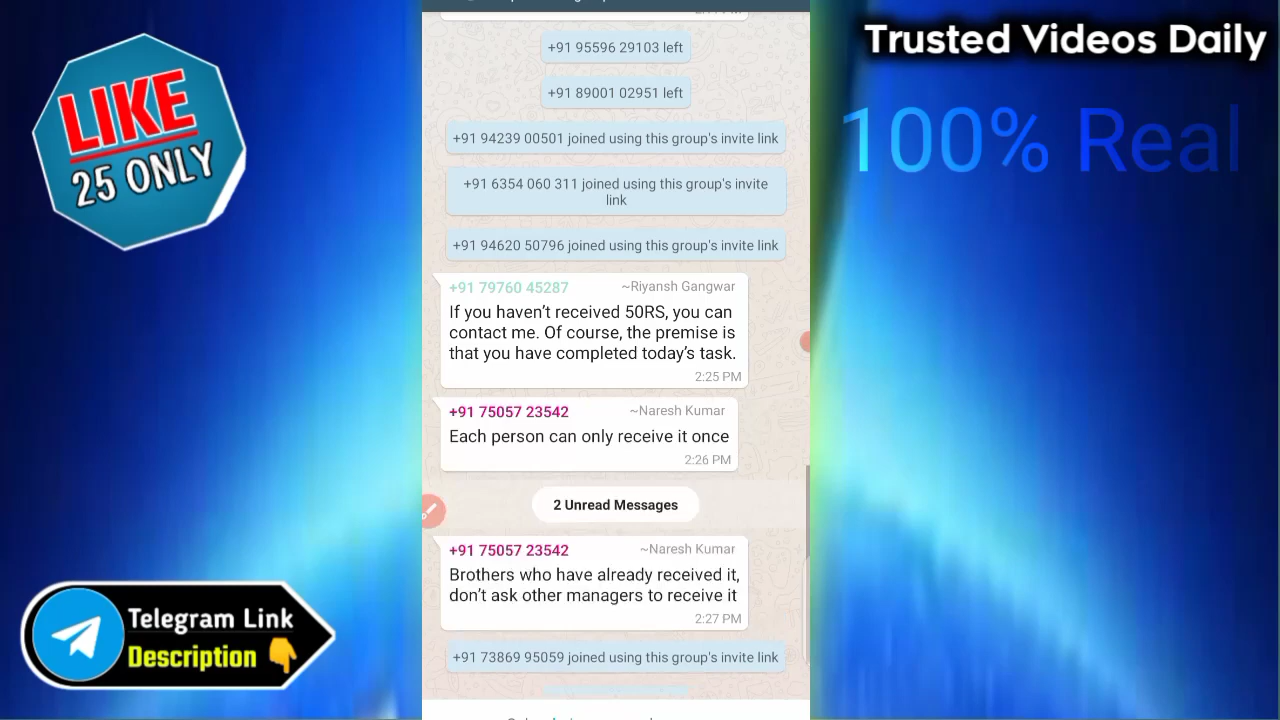 LIKE
25 ONLY
Trusted Videos Daily
100% Real
+91 95596 29103 left
+91 89001 02951 left
+91 94239 00501 joined using this group's invite link
+91 6354 060 311 joined using this group's invite
link
+91 94620 50796 joined using this group's invite link
+91 79760 45287 ~Riyansh Gangwar
If you haven't received 50RS, you can
contact me. Of course, the premise is
that you have completed today's task.
2:25 PM
+91 75057 23542 ~Naresh Kumar
Each person can only receive it once
2:26 PM
2 Unread Messages
+91 75057 23542 ~Naresh Kumar
Brothers who have already received it,
don't ask other managers to receive it
2:27 PM
+91 73869 95059 joined using this group's invite link
Telegram Link
Description